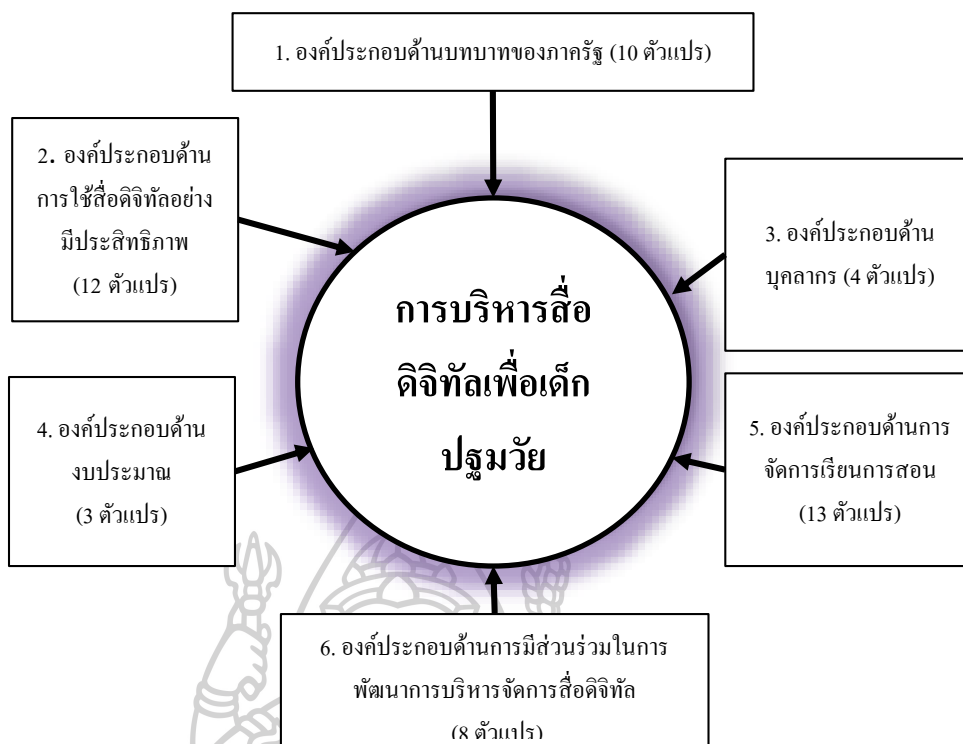 1. องค์ประกอบด้านบทบาทของภาครัฐ (10 ตัวแปร)
2. องค์ประกอบด้าน
การใช้สื่อดิจิทัลอย่าง
มีประสิทธิภาพ
(12 ตัวแปร)
3. องค์ประกอบด้าน
บุคลากร (4 ตัวแปร)
การบริหารสื่อ
ดิจิทัลเพื่อเด็ก
ปฐมวัย
4. องค์ประกอบด้าน
งบประมาณ
(3 ตัวแปร)
5. องค์ประกอบด้านการ
จัดการเรียนการสอน
(13 ตัวแปร)
6. องค์ประกอบด้านการมีส่วนร่วมในการ
พัฒนาการบริหารจัดการสื่อดิจิทัล
(8 ตัวแปร)